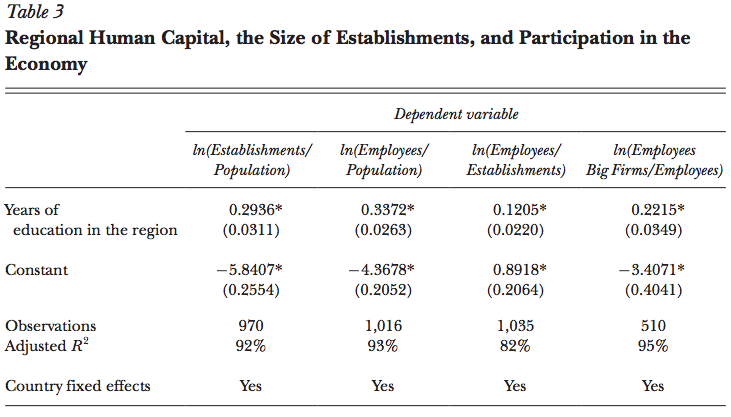 Table 3
Regional Human Capital, the Size of Establishments, and Participation in the
Economy
Dependent variable
ln(Establishments/ ln(Employees/ ln(Employees/ ln(Employees
Population) Population) Establishments) Big Firms/Employees)
Years of 0.2936* 0.3372* 0.1205* 0.2215*
education in the region (0.0311) (0.0263) (0.0220) (0.0349)
Constant −5.8407* −4.3678* 0.8918* −3.4071*
(0.2554) (0.2052) (0.2064) (0.4041)
Observations 970 1,016 1,035 510
Adjusted R² 92% 93% 82% 95%
Country fixed effects Yes Yes Yes Yes